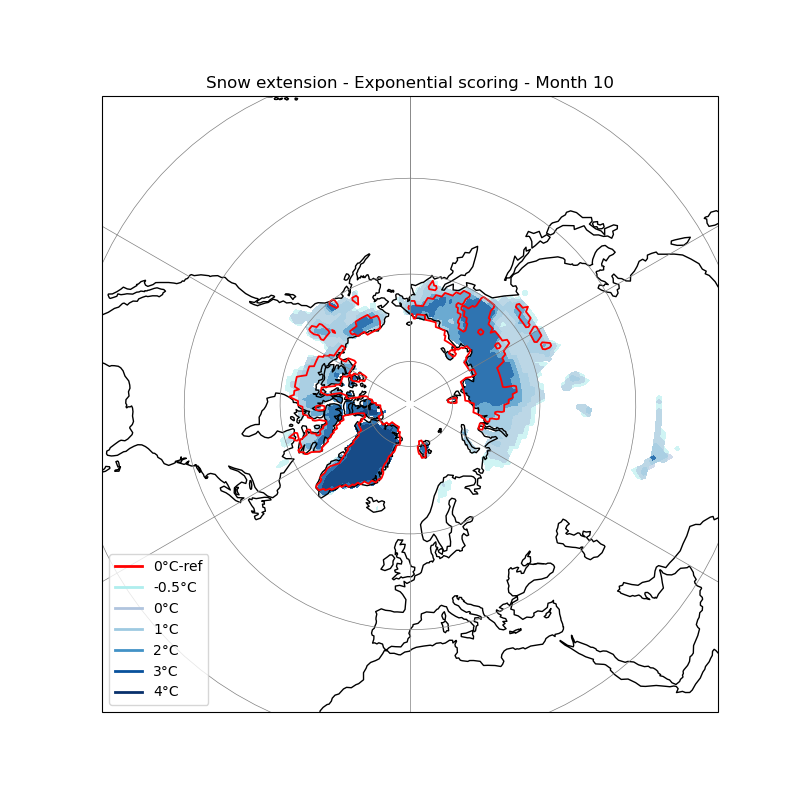 Snow extension - Exponential scoring - Month 10
0°C-ref
-0.5°C
0°C
1°C
2°C
3°C
4°C